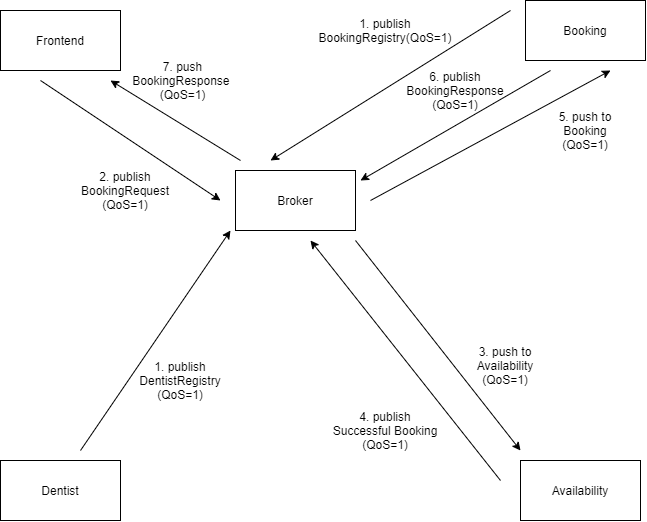 Frontend
1. publish
BookingRegistry(QoS=1)
Booking
7. push
BookingResponse
(QoS=1)
6. publish
BookingResponse
(QoS=1)
5. push to
Booking
(QoS=1)
2. publish
BookingRequest
(QoS=1)
Broker
1. publish
DentistRegistry
(QoS=1)
3. push to
Availability
(QoS=1)
4. publish
Successful Booking
(QoS=1)
Dentist
Availability